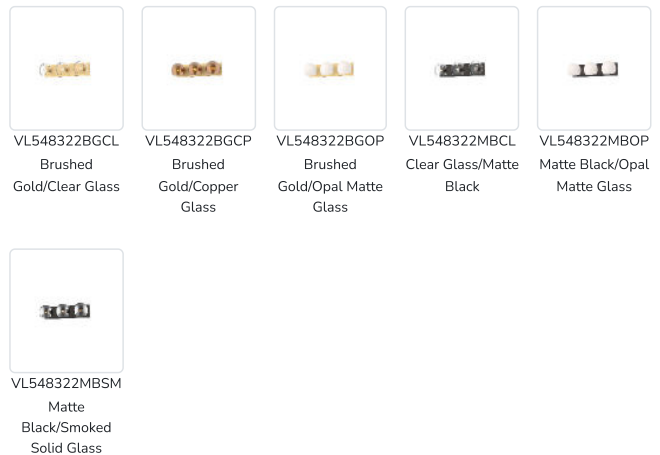 VL548322BGCL
Brushed
Gold/Clear Glass
VL548322BGCP
Brushed
Gold/Copper
Glass
VL548322BGOP
Brushed
Gold/Opal Matte
Glass
VL548322MBCL
Clear Glass/Matte
Black
VL548322MBOP
Matte Black/Opal
Matte Glass
VL548322MBSM
Matte
Black/Smoked
Solid Glass